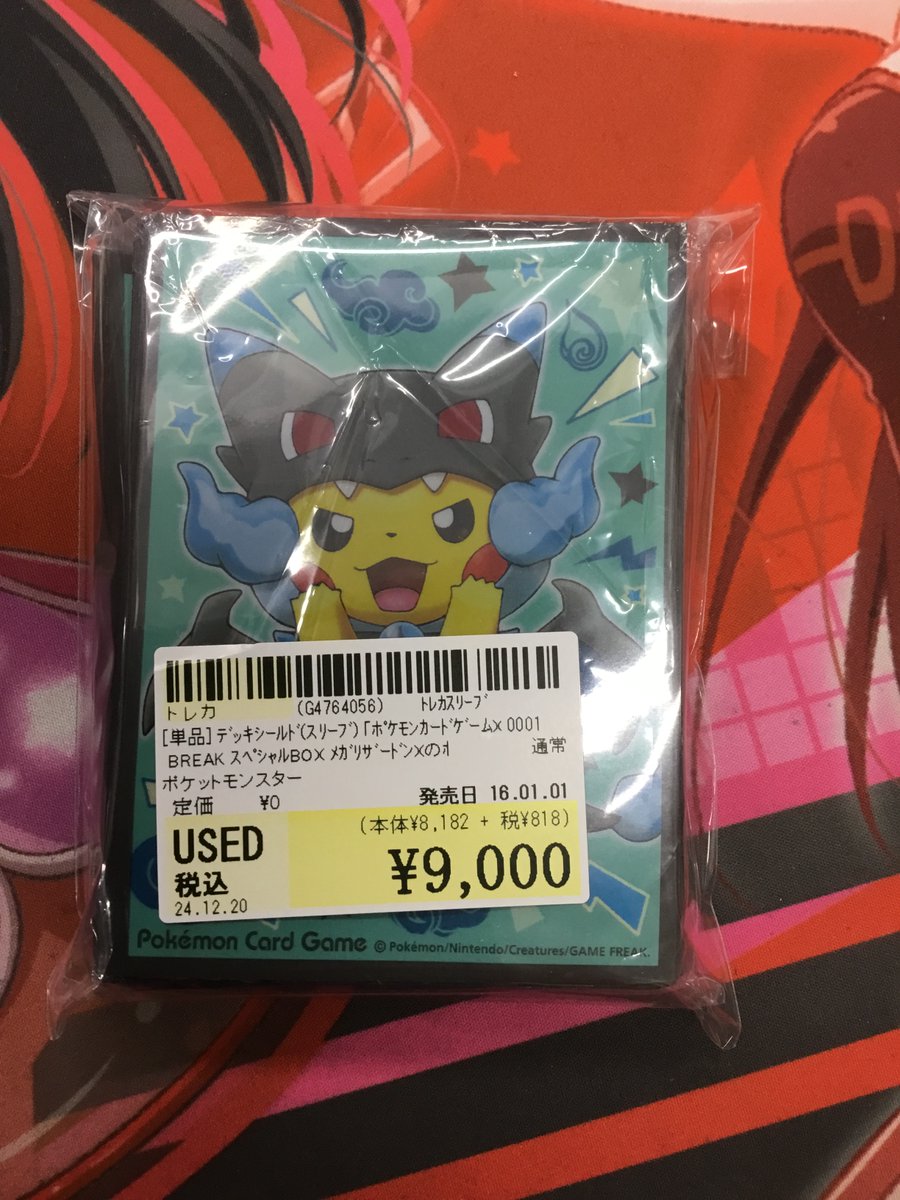 D
トレカ (G4764056) トレカスリーブ
[単品] デッキシールド(スリーブ) 「ポケモンカードゲームx 0001
BREAK スペシャルBOX メガリザードンXのオ 通常
ポケットモンスター
定価 ¥0 発売日 16.01.01
(本体¥8,182 + 税¥818)
USED
税込 ¥9,000
24.12.20
Pokémon Card Game © Pokémon/Nintendo/Creatures/GAME FREAK.